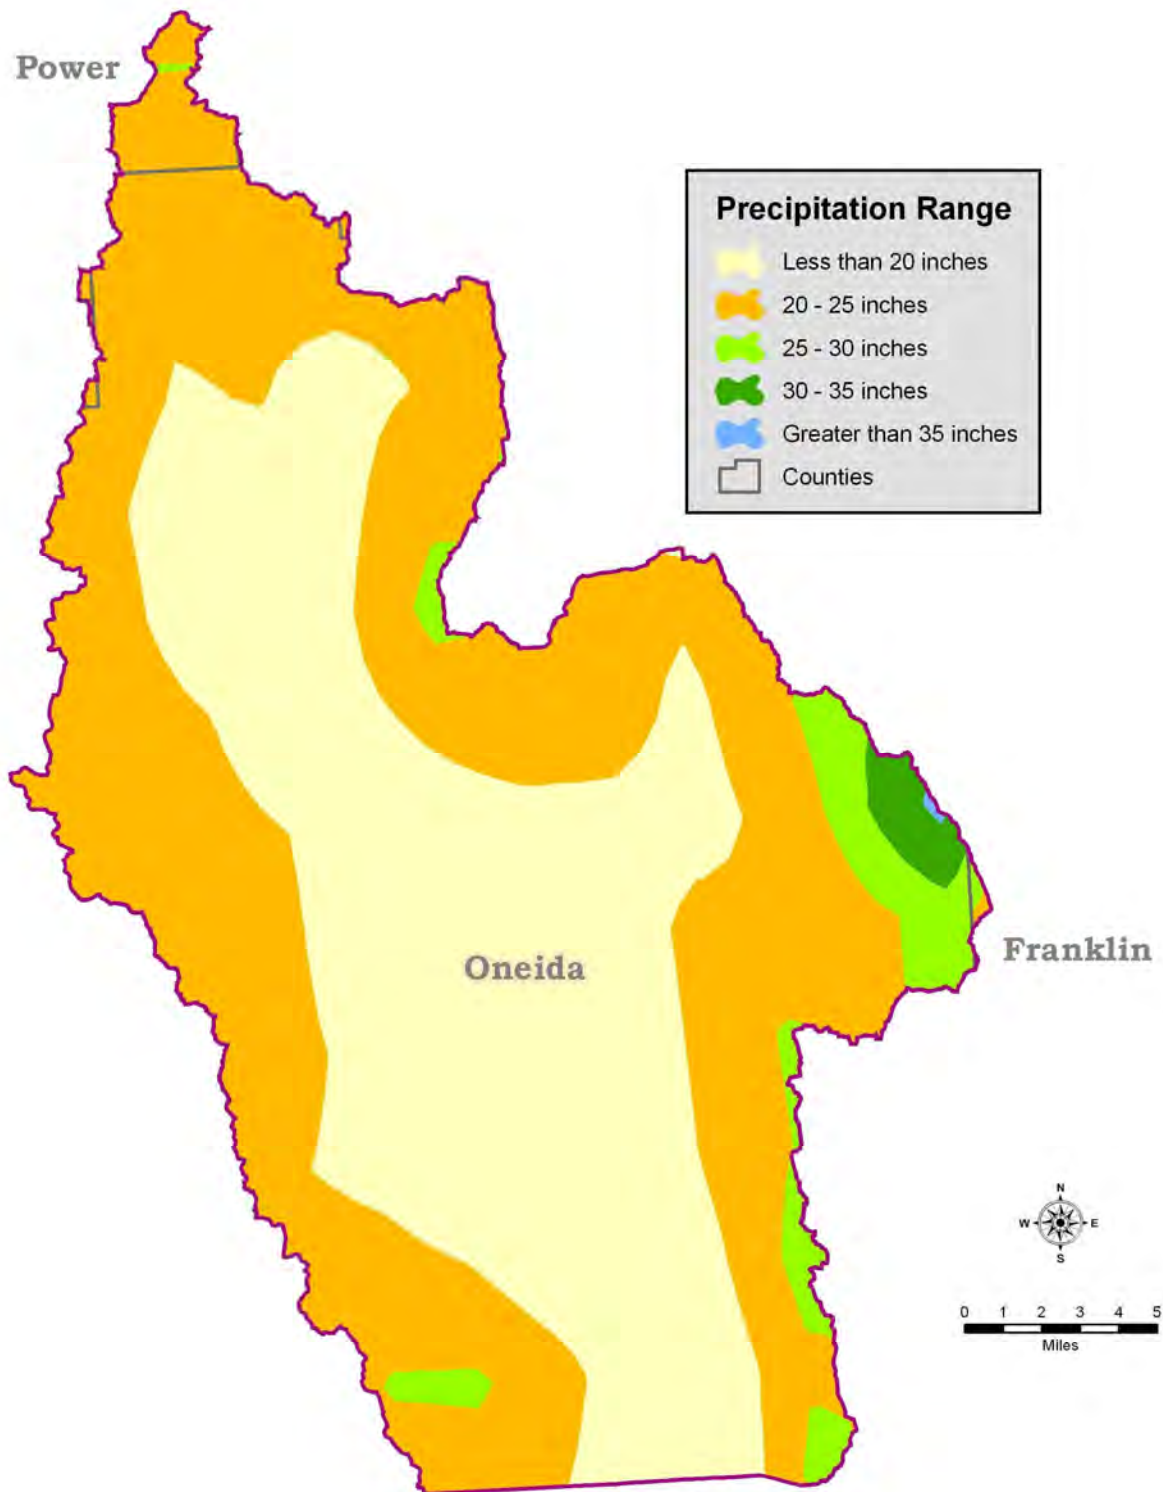 Power
Precipitation Range
Less than 20 inches
20 - 25 inches
25 - 30 inches
30 - 35 inches
Greater than 35 inches
Counties
Oneida
Franklin
N
W E
S
0 1 2 3 4 5
Miles